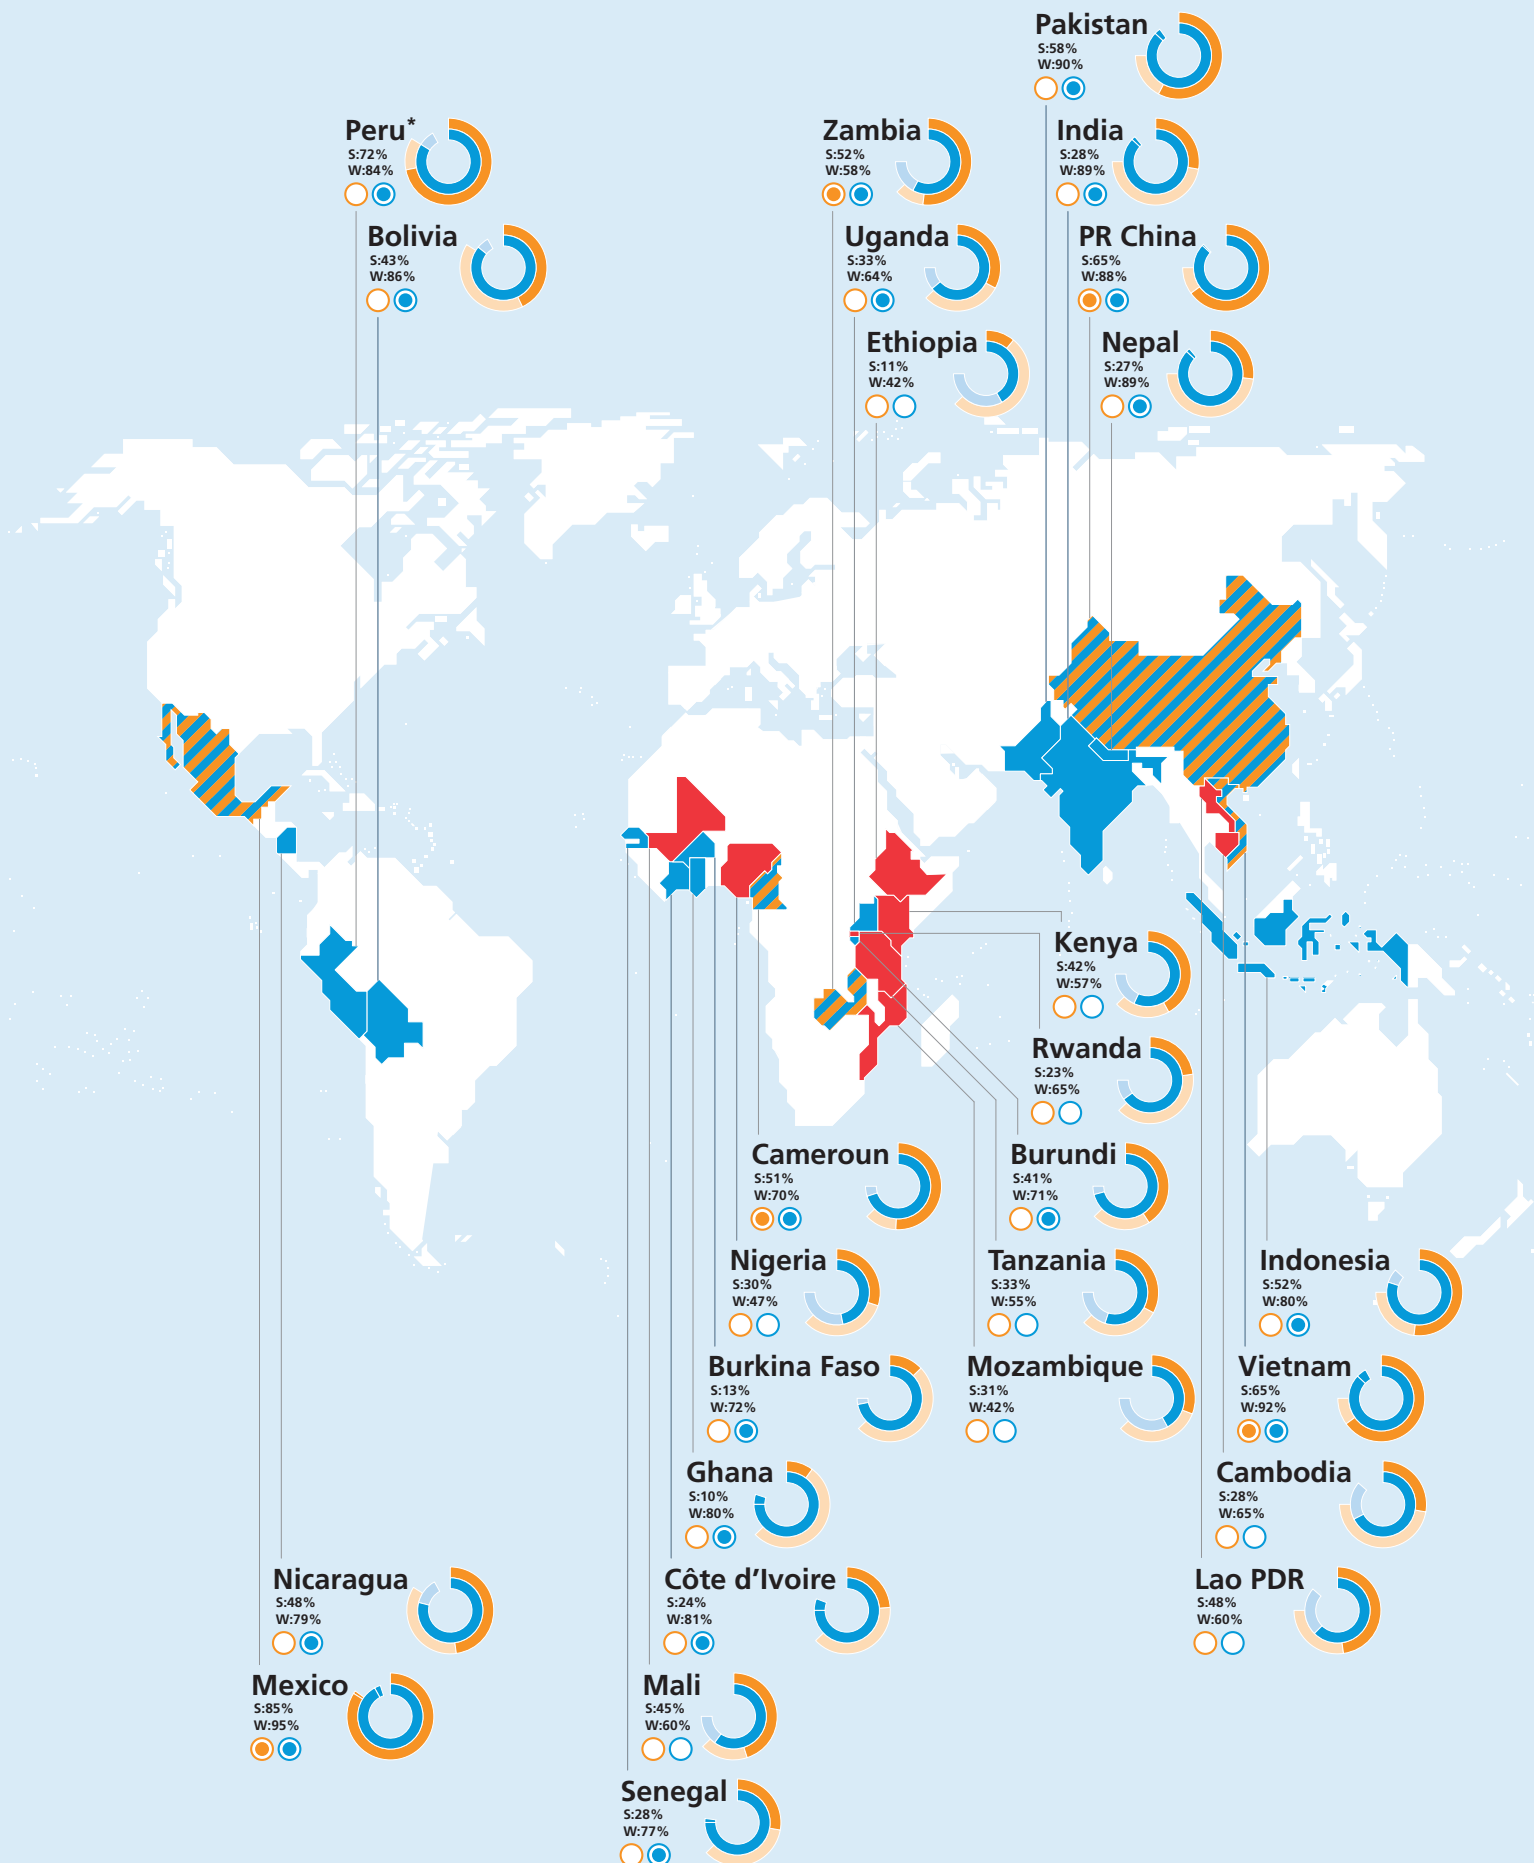 Pakistan
S:58%
W:90%
Peru*
S:72%
W:84%
Zambia
S:52%
W:58%
India
S:28%
W:89%
Bolivia
S:43%
W:86%
Uganda
S:33%
W:64%
PR China
S:65%
W:88%
Ethiopia
S:11%
W:42%
Nepal
S:27%
W:89%
Kenya
S:42%
W:57%
Rwanda
S:23%
W:65%
Cameroun
S:51%
W:70%
Burundi
S:41%
W:71%
Nigeria
S:30%
W:47%
Tanzania
S:33%
W:55%
Indonesia
S:52%
W:80%
Burkina Faso
S:13%
W:72%
Mozambique
S:31%
W:42%
Vietnam
S:65%
W:92%
Ghana
S:10%
W:80%
Cambodia
S:28%
W:65%
Nicaragua
S:48%
W:79%
Côte d’Ivoire
S:24%
W:81%
Lao PDR
S:48%
W:60%
Mexico
S:85%
W:95%
Mali
S:45%
W:60%
Senegal
S:28%
W:77%